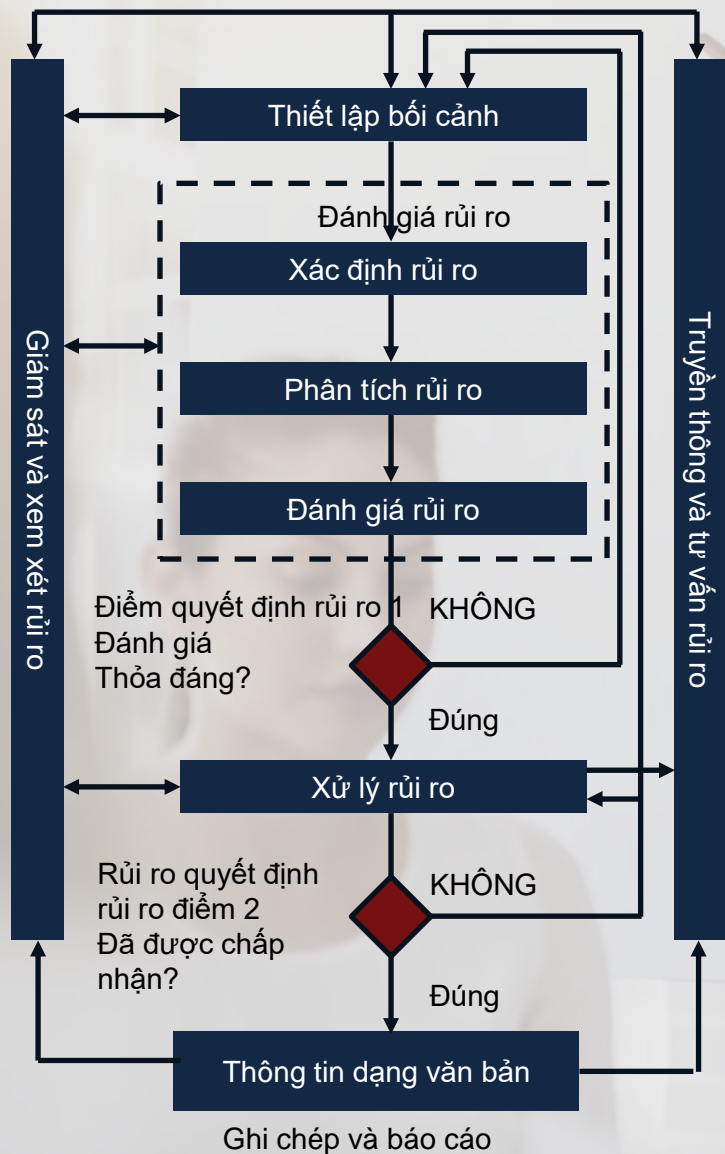 Thiết lập bối cảnh
Đánh giá rủi ro
Xác định rủi ro
Phân tích rủi ro
Đánh giá rủi ro
Giám sát và xem xét rủi ro
Truyền thông và tư vấn rủi ro
Điểm quyết định rủi ro 1
Đánh giá
Thỏa đáng?
KHÔNG
Đúng
Xử lý rủi ro
Rủi ro quyết định
rủi ro điểm 2
Đã được chấp
nhận?
KHÔNG
Đúng
Thông tin dạng văn bản
Ghi chép và báo cáo